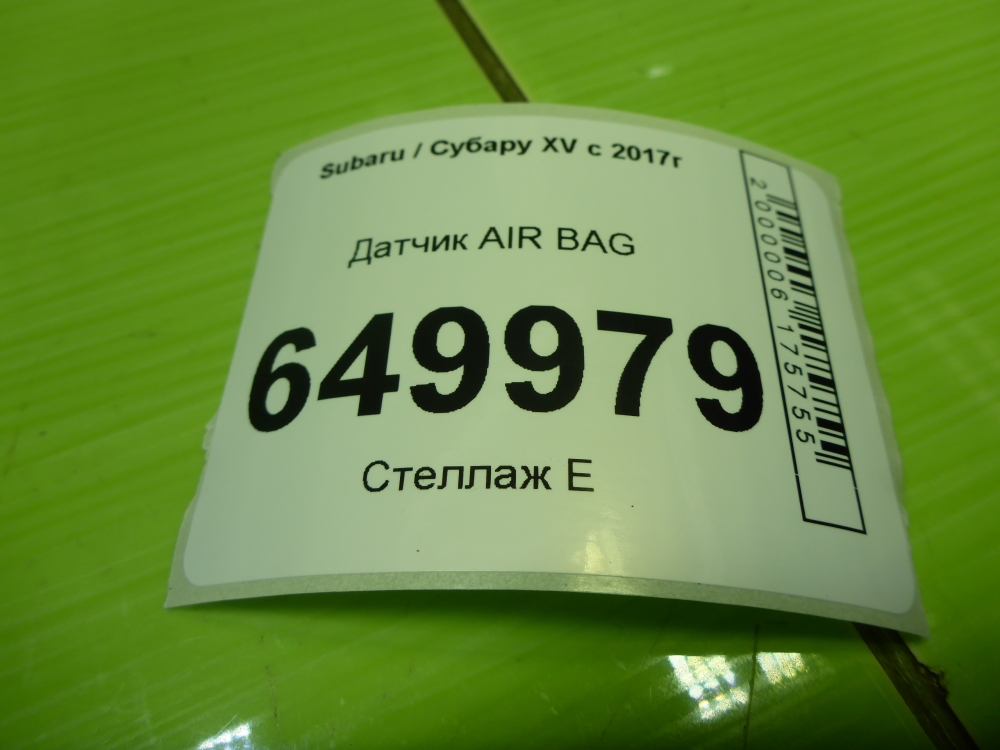 Subaru / Субару XV с 2017г
Датчик AIR BAG
649979
Стеллаж Е
2000006175755